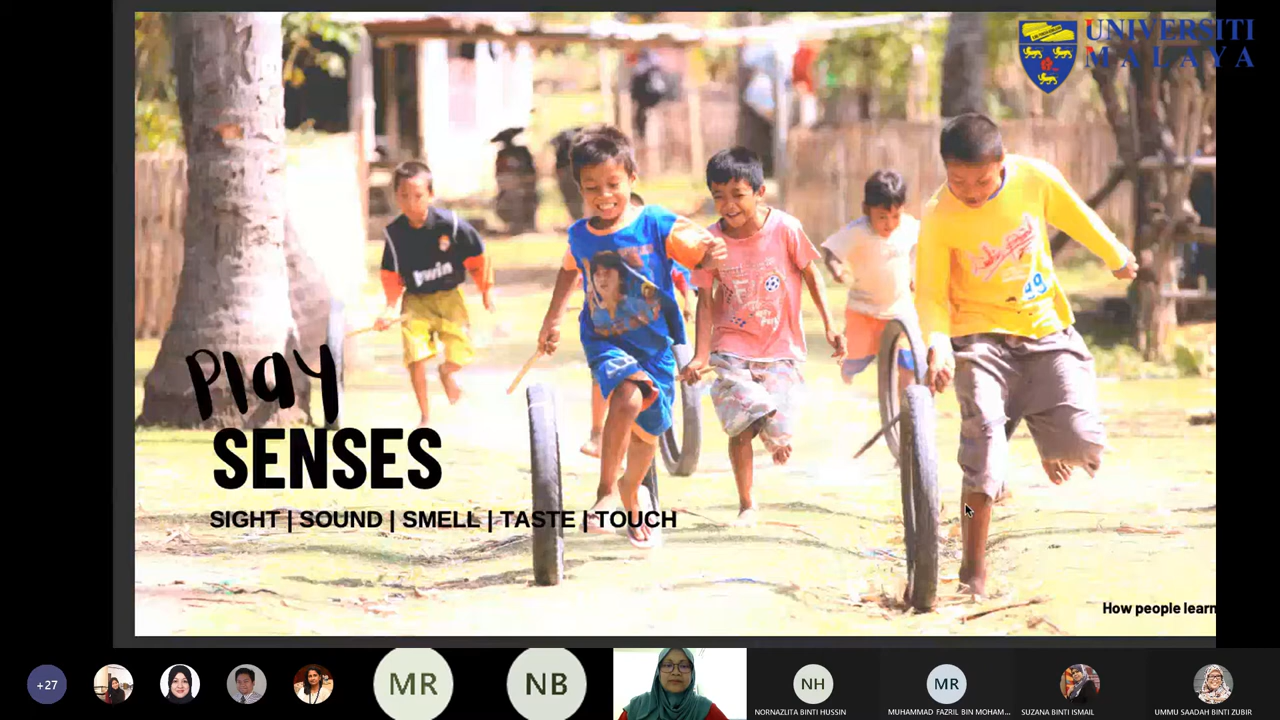 UNIVERSITI
MALAYA
twin
Play
SENSES
SIGHT | SOUND | SMELL | TASTE | TOUCH
How people learn
+27
MR
NB
NH
MR
NORNAZLITA BINTI HUSSIN
MUHAMMAD FAZRIL BIN MOHAM...
SUZANA BINTI ISMAIL
UMMU SAADAH BINTI ZUBIR